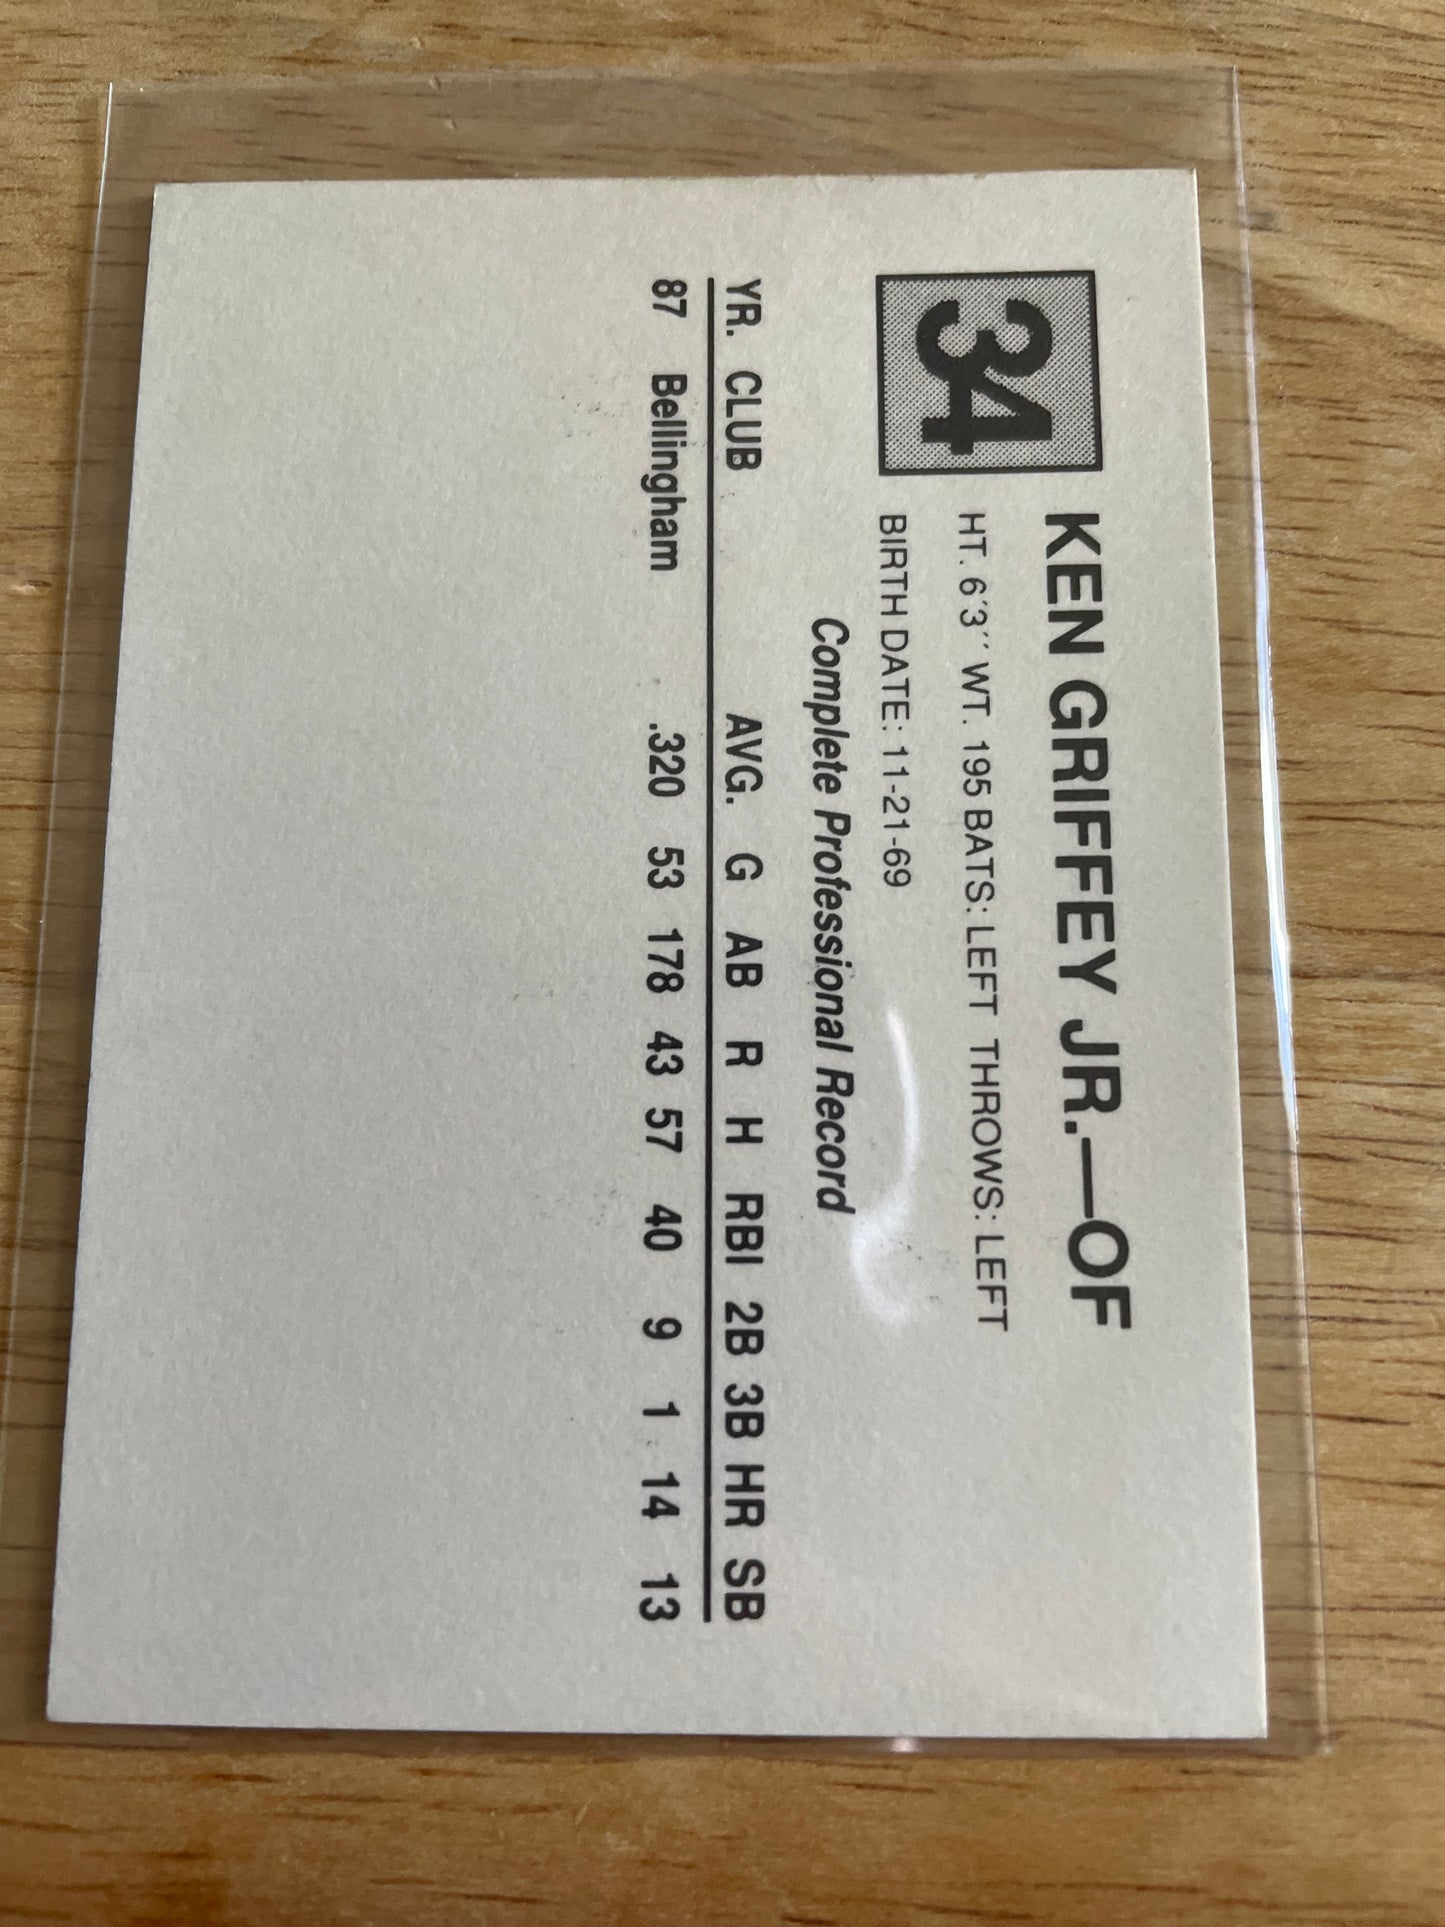 34
KEN GRIFFEY JR.—OF
HT. 6'3'' WT. 195 BATS: LEFT THROWS: LEFT
BIRTH DATE: 11-21-69
Complete Professional Record
YR. CLUB AVG. G AB R H RBI 2B 3B HR SB
87 Bellingham .320 53 178 43 57 40 9 1 14 13